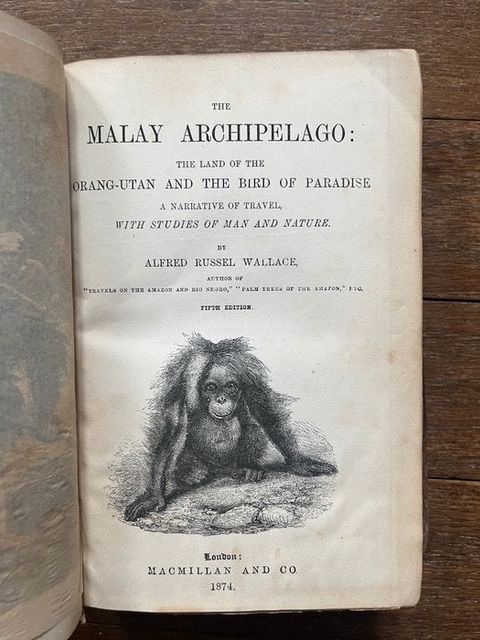 THE
MALAY ARCHIPELAGO:
THE LAND OF THE
ORANG-UTAN AND THE BIRD OF PARADISE
A NARRATIVE OF TRAVEL,
WITH STUDIES OF MAN AND NATURE.
BY
ALFRED RUSSEL WALLACE,
AUTHOR OF
"TRAVELS ON THE AMAZON AND RIO NEGRO," "PALM TREES OF THE AMAZON," ETC.
FIFTH EDITION.
London:
MACMILLAN AND CO
1874.